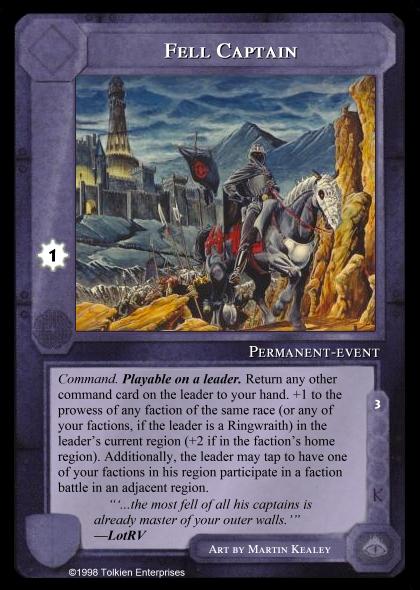 FELL CAPTAIN
1
PERMANENT-EVENT
Command. Playable on a leader. Return any other
command card on the leader to your hand. +1 to the
prowess of any faction of the same race (or any of
your factions, if the leader is a Ringwraith) in the
leader's current region (+2 if in the faction's home
region). Additionally, the leader may tap to have one
of your factions in his region participate in a faction
battle in an adjacent region.
"'...the most fell of all his captains is
already master of your outer walls.'"
—LotRV
3
K
ART BY MARTIN KEALEY
©1998 Tolkien Enterprises